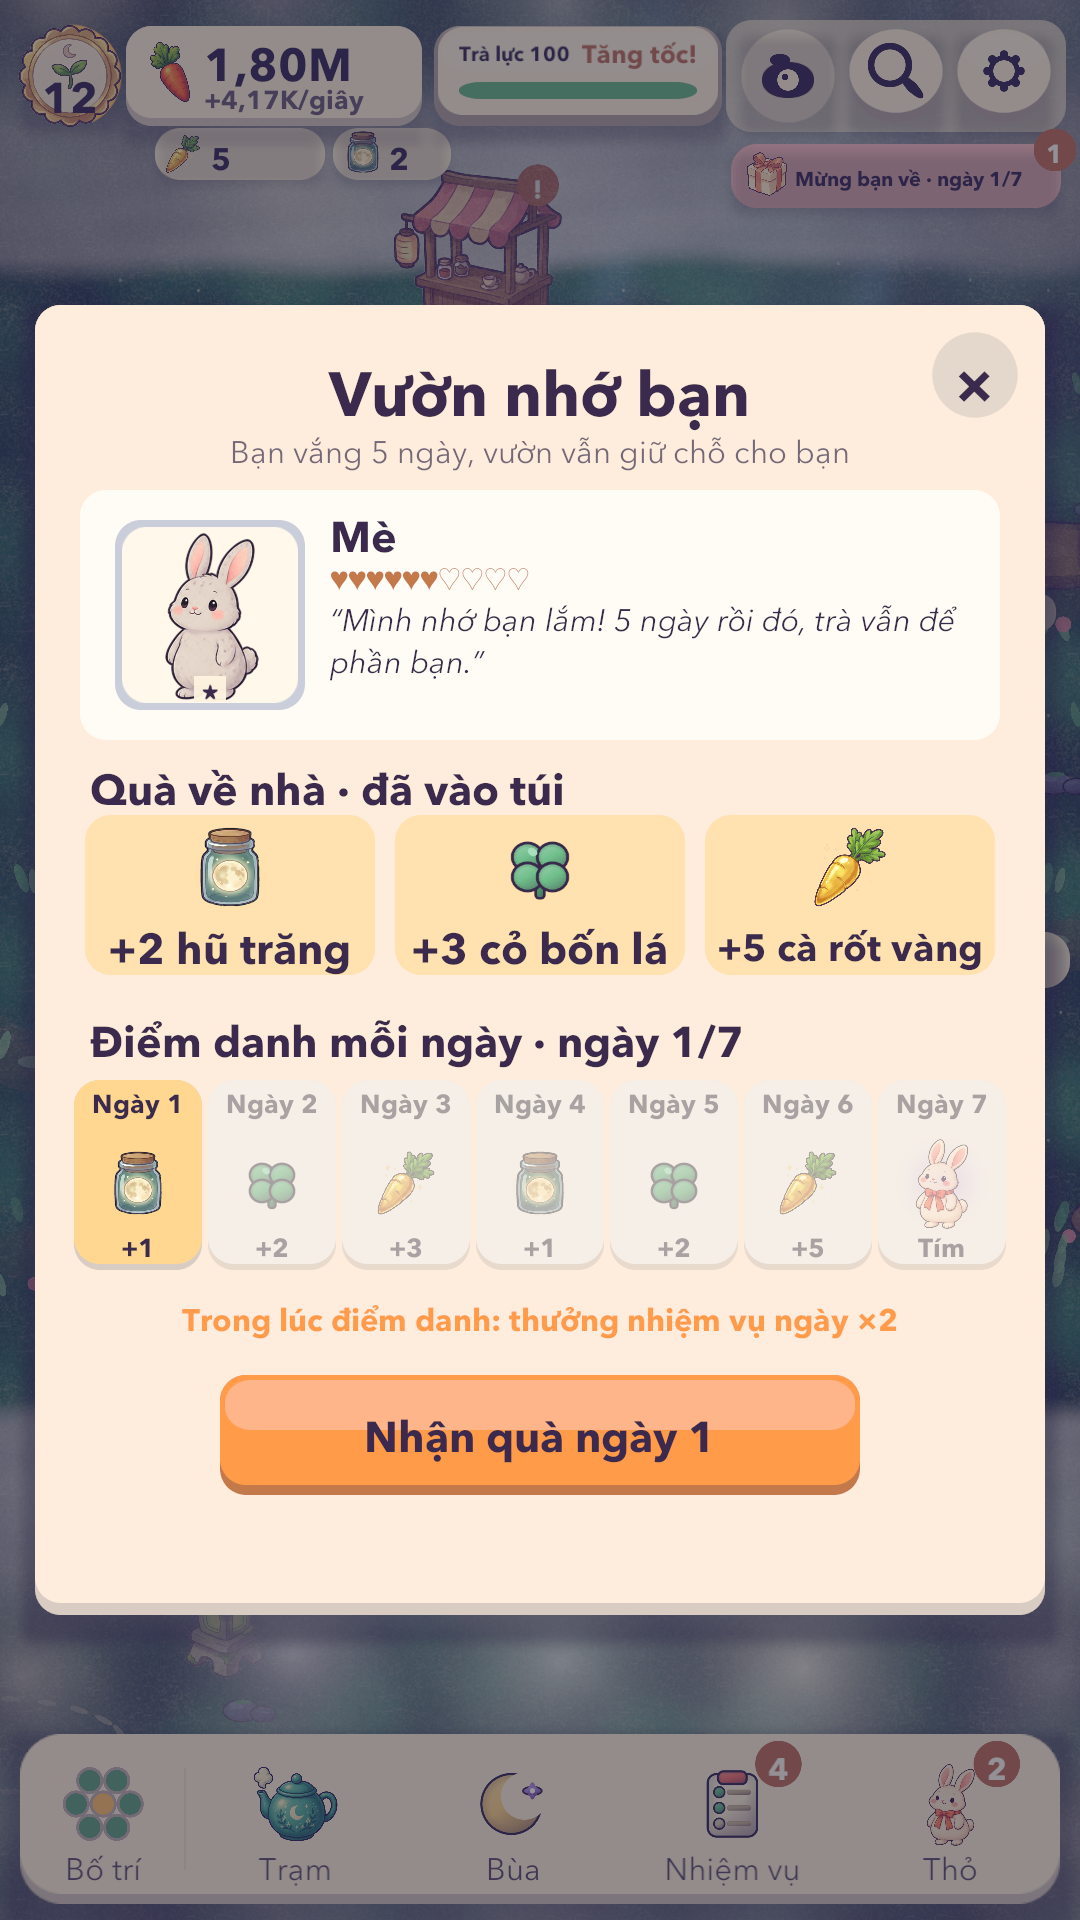 12
1,80M
+4,17K/giây
Trà lực 100 Tăng tốc!
5
2
!
1
Mừng bạn về · ngày 1/7
Vườn nhớ bạn
×
Bạn vắng 5 ngày, vườn vẫn giữ chỗ cho bạn
Mè
♥♥♥♥♥♥♡♡♡♡
“Mình nhớ bạn lắm! 5 ngày rồi đó, trà vẫn để
phần bạn.”
★
Quà về nhà · đã vào túi
+2 hũ trăng
+3 cỏ bốn lá
+5 cà rốt vàng
Điểm danh mỗi ngày · ngày 1/7
Ngày 1
Ngày 2
Ngày 3
Ngày 4
Ngày 5
Ngày 6
Ngày 7
+1
+2
+3
+1
+2
+5
Tím
Trong lúc điểm danh: thưởng nhiệm vụ ngày ×2
Nhận quà ngày 1
4
2
Bố trí
Trạm
Bùa
Nhiệm vụ
Thỏ